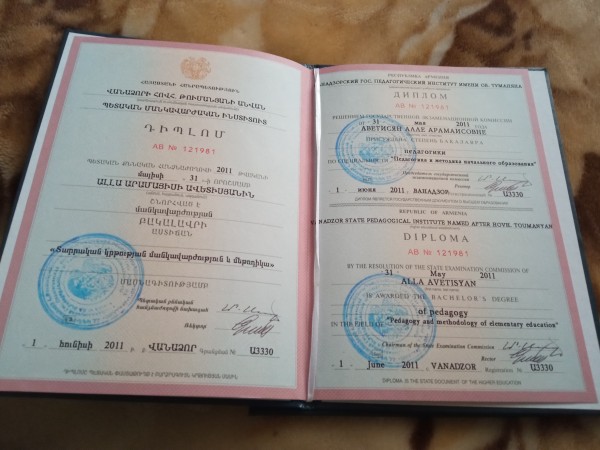 ՀԱՅԱՍՏԱՆԻ ՀԱՆՐԱՊԵՏՈՒԹՅՈՒՆ
ՎԱՆԱՁՈՐԻ ՀՈՎՀ. ԹՈՒՄԱՆՅԱՆԻ ԱՆՎԱՆ
ՊԵՏԱԿԱՆ ՄԱՆԿԱՎԱՐԺԱԿԱՆ ԻՆՍՏԻՏՈՒՏ
ԴԻՊԼՈՄ
АВ № 121981
ՊԵՏԱԿԱՆ ՔՆՆԱԿԱՆ ՀԱՆՁՆԱԺՈՂՈՎԻ 2011 ԹՎԱԿԱՆԻ
մայիսի 31 -Ի ՈՐՈՇՄԱՄԲ
ԱԼԼԱ ԱՐԱՄԱՅԻՍԻ ԱՎԵՏԻՍՅԱՆԻՆ
ՇՆՈՐՀՎԱԾ Է
մանկավարժության
ԲԱԿԱԼԱՎՐԻ
ԱՍՏԻՃԱՆ
«Տարրական կրթության մանկավարժություն և մեթոդիկա»
ՄԱՍՆԱԳԻՏՈՒԹՅԱՄԲ
Պետական քննական
հանձնաժողովի նախագահ
Ռեկտոր
1 հունիսի 2011 թ. ՎԱՆԱՁՈՐ Գրանցման № Ա3330
РЕСПУБЛИКА АРМЕНИЯ
ВАНАДЗОРСКИЙ ГОС. ПЕДАГОГИЧЕСКИЙ ИНСТИТУТ ИМЕНИ ОВ. ТУМАНЯНА
ДИПЛОМ
АВ № 121981
РЕШЕНИЕМ ГОСУДАРСТВЕННОЙ ЭКЗАМЕНАЦИОННОЙ КОМИССИИ
ОТ 31 мая 2011 ГОДА
АВЕТИСЯН АЛЛЕ АРАМАИСОВНЕ
ПРИСУЖДЕНА СТЕПЕНЬ БАКАЛАВРА
педагогики
ПО СПЕЦИАЛЬНОСТИ "Педагогика и методика начального образования"
Председатель государственной
экзаменационной комиссии
Ректор
1 июня 2011 г. ВАНАДЗОР, Регистрационный № Ա3330
ДИПЛОМ ЯВЛЯЕТСЯ ГОСУДАРСТВЕННЫМ ДОКУМЕНТОМ О ВЫСШЕМ ОБРАЗОВАНИИ
REPUBLIC OF ARMENIA
VANADZOR STATE PEDAGOGICAL INSTITUTE NAMED AFTER HOVH. TOUMANYAN
DIPLOMA
АВ № 121981
BY THE RESOLUTION OF THE STATE EXAMINATION COMMISSION OF
31 May 2011
ALLA AVETISYAN
IS AWARDED THE BACHELOR'S DEGREE
of pedagogy
IN THE FIELD OF "Pedagogy and methodology of elementary education"
Chairman of the State Examination Commission
Rector
1 June 2011 VANADZOR Registration № Ա3330
DIPLOMA IS THE STATE DOCUMENT OF THE HIGHER EDUCATION